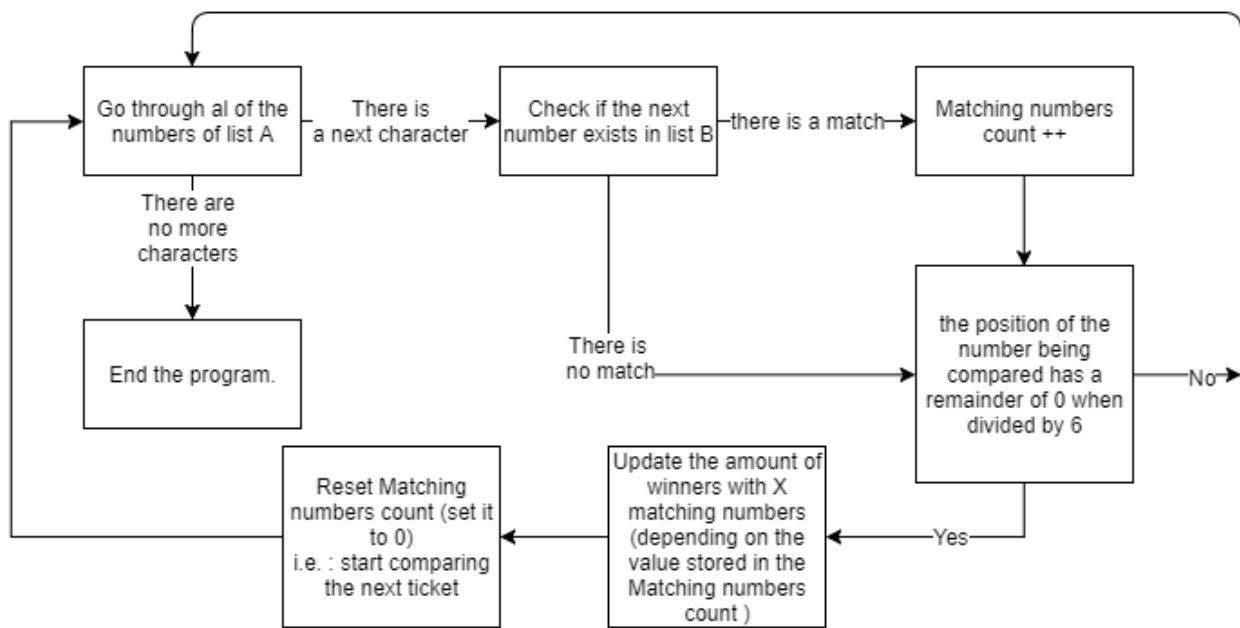 Go through al of the
numbers of list A
There is
a next character
Check if the next
number exists in list B
there is a match
Matching numbers
count ++
There are
no more
characters
End the program.
There is
no match
the position of the
number being
compared has a
remainder of 0 when
divided by 6
No
Yes
Update the amount of
winners with X
matching numbers
(depending on the
value stored in the
Matching numbers
count )
Reset Matching
numbers count (set it
to 0)
i.e. : start comparing
the next ticket